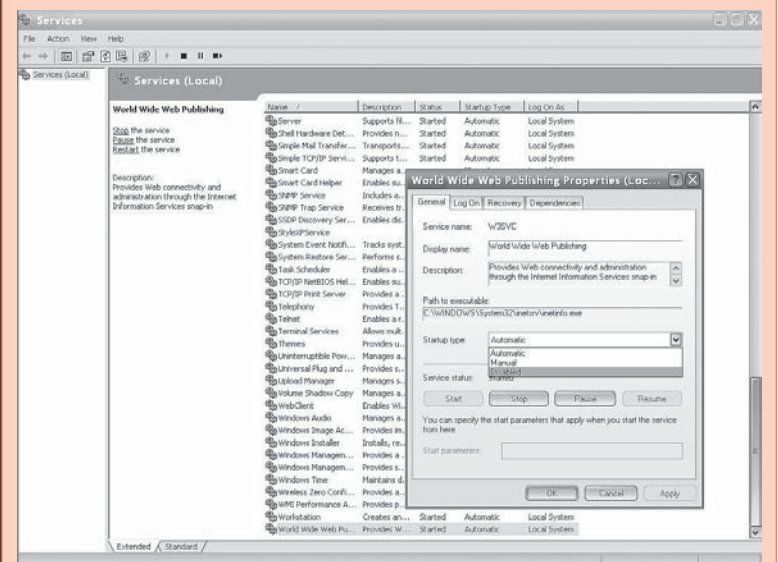 Services
File Action View Help
Services (Local)
Services (Local)
World Wide Web Publishing
Stop the service
Pause the service
Restart the service
Description:
Provides Web connectivity and
administration through the Internet
Information Services snap-in
Name / Description Status Startup Type Log On As
Server Supports fil... Started Automatic Local System
Shell Hardware Det... Provides n... Started Automatic Local System
Simple Mail Transfer... Transports... Started Automatic Local System
Simple TCP/IP Servi... Supports t... Started Automatic Local System
Smart Card Manages a...
Smart Card Helper Enables su...
SNMP Service Includes a...
SNMP Trap Service Receives tr...
SSDP Discovery Ser... Enables dis...
StyleXPService
System Event Notifi... Tracks syst...
System Restore Ser... Performs s...
Task Scheduler Enables a ...
TCP/IP NetBIOS Hel... Enables su...
TCP/IP Print Server Provides a ...
Telephony Provides T...
Telnet Enables a r...
Terminal Services Allows mult...
Themes Provides u...
Uninterruptible Pow... Manages a...
Universal Plug and ... Provides s...
Upload Manager Manages s...
Volume Shadow Copy Manages a...
WebClient Enables Wi...
Windows Audio Manages a...
Windows Image Ac... Provides im...
Windows Installer Installs, re...
Windows Managem... Provides a ...
Windows Managem... Provides s...
Windows Time Maintains d...
Wireless Zero Confi... Provides a...
WMI Performance A... Provides p...
Workstation Creates an... Started Automatic Local System
World Wide Web Pu... Provides W... Started Automatic Local System
Extended Standard
World Wide Web Publishing Properties (Loc...
General Log On Recovery Dependencies
Service name: W3SVC
Display name: World Wide Web Publishing
Description: Provides Web connectivity and administration
through the Internet Information Services snap-in
Path to executable:
C:\WINDOWS\System32\inetsrv\inetinfo.exe
Startup type: Automatic
Automatic
Manual
Disabled
Service status: Started
Start Stop Pause Resume
You can specify the start parameters that apply when you start the service
from here.
Start parameters:
OK Cancel Apply